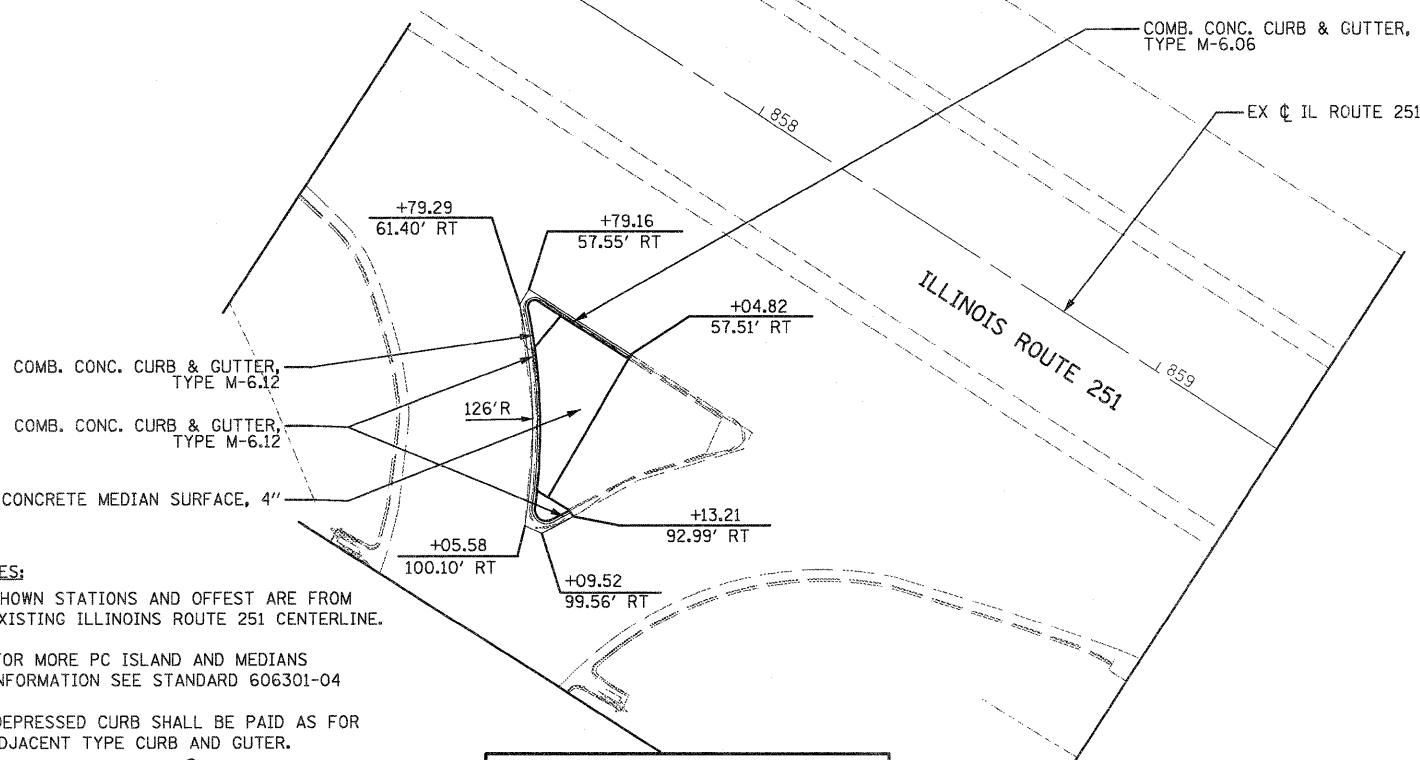 COMB. CONC. CURB & GUTTER,
TYPE M-6.06
858
EX ℄ IL ROUTE 251
+79.29
61.40' RT
+79.16
57.55' RT
+04.82
57.51' RT
ILLINOIS ROUTE 251
859
COMB. CONC. CURB & GUTTER,
TYPE M-6.12
126'R
COMB. CONC. CURB & GUTTER,
TYPE M-6.12
CONCRETE MEDIAN SURFACE, 4"
+13.21
92.99' RT
+05.58
100.10' RT
+09.52
99.56' RT
ES:
HOWN STATIONS AND OFFEST ARE FROM
XISTING ILLINOINS ROUTE 251 CENTERLINE.
OR MORE PC ISLAND AND MEDIANS
NFORMATION SEE STANDARD 606301-04
DEPRESSED CURB SHALL BE PAID AS FOR
DJACENT TYPE CURB AND GUTER.